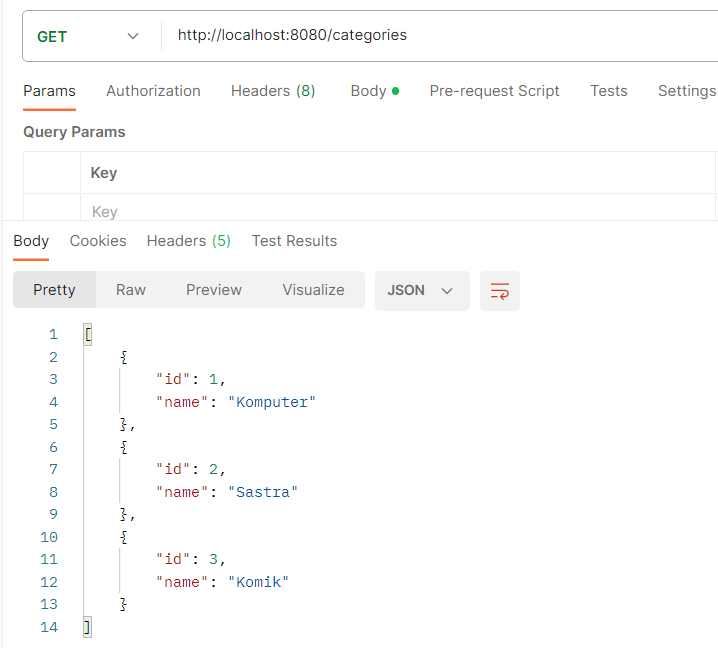 GET http://localhost:8080/categories
Params Authorization Headers (8) Body Pre-request Script Tests Settings
Query Params
Key
Key
Body Cookies Headers (5) Test Results
Pretty Raw Preview Visualize JSON
1 [
2 {
3 "id": 1,
4 "name": "Komputer"
5 },
6 {
7 "id": 2,
8 "name": "Sastra"
9 },
10 {
11 "id": 3,
12 "name": "Komik"
13 }
14 ]